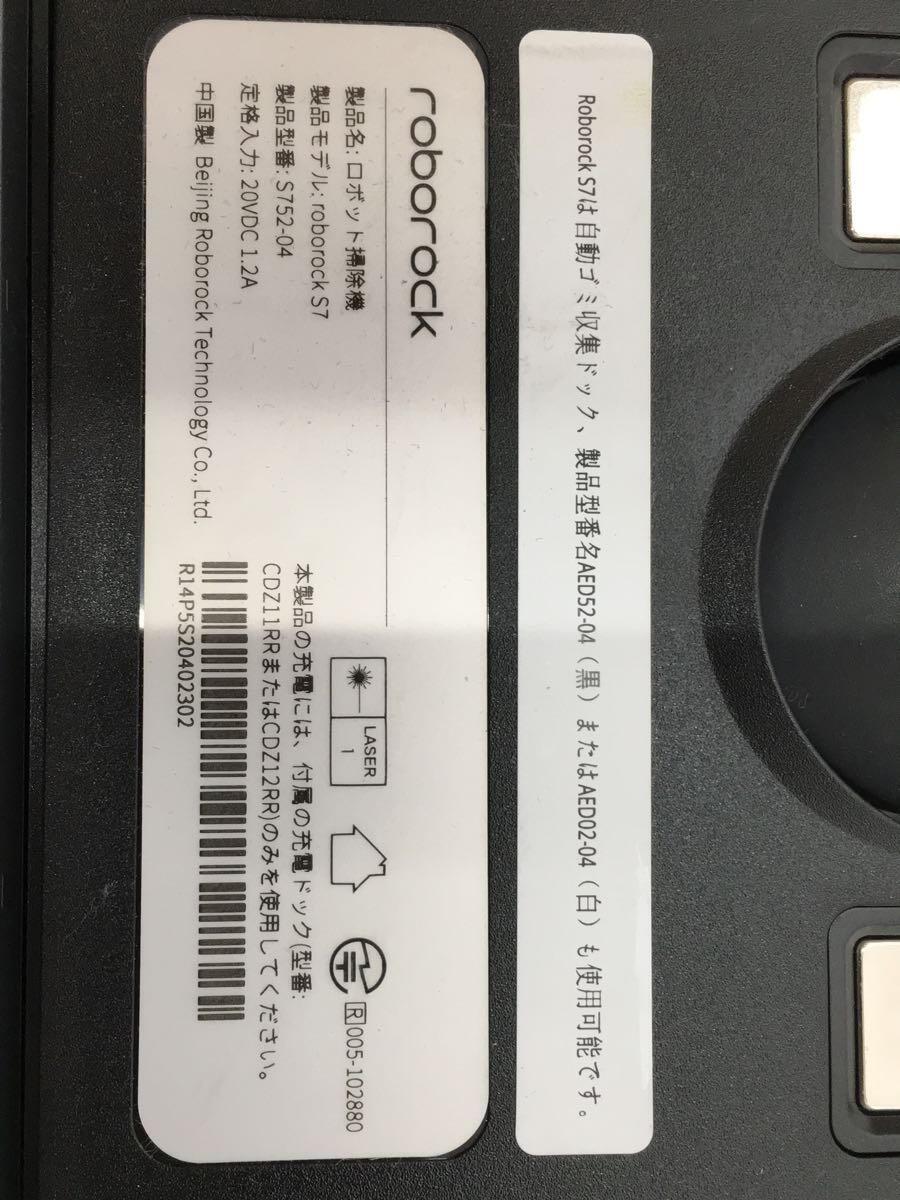 Roborock S7は自動ゴミ収集ドック、製品型番名AED52-04（黒）またはAED02-04（白）も使用可能です。
roborock
製品名: ロボット掃除機
製品モデル: roborock S7
製品型番: S752-04
定格入力: 20VDC 1.2A
中国製 Beijing Roborock Technology Co., Ltd.
LASER
1
R 005-102880
本製品の充電には、付属の充電ドック(型番:
CDZ11RRまたはCDZ12RR)のみを使用してください。
R14P5S20402302